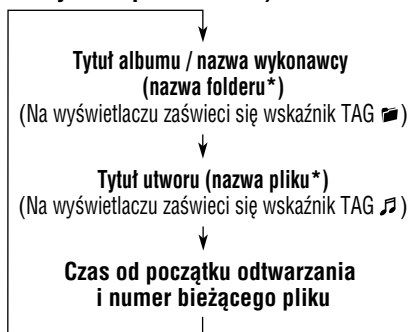 Tytuł albumu / nazwa wykonawcy
(nazwa folderu*)
(Na wyświetlaczu zaświeci się wskaźnik TAG)
Tytuł utworu (nazwa pliku*)
(Na wyświetlaczu zaświeci się wskaźnik TAG)
Czas od początku odtwarzania
i numer bieżącego pliku